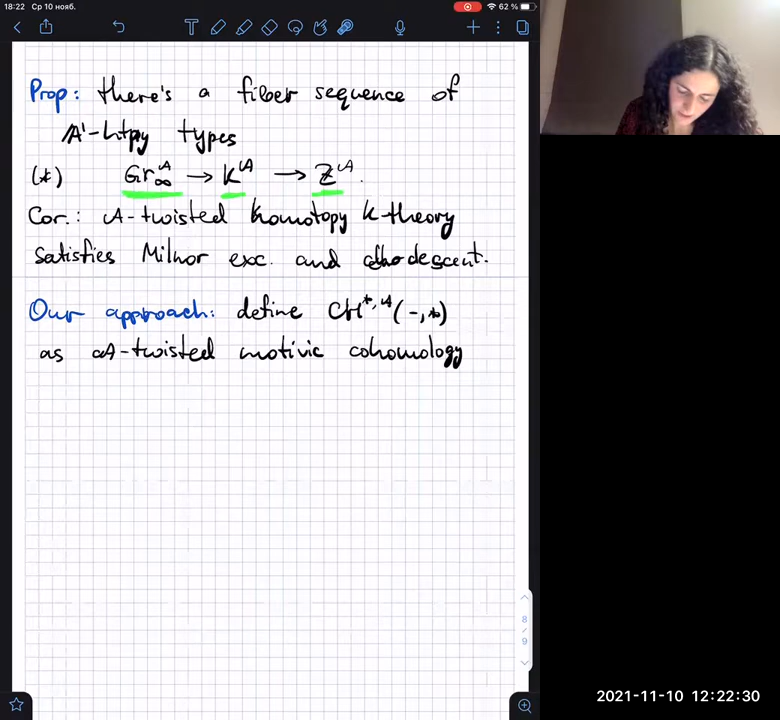 18:22 Ср 10 нояб.
62 %
Prop: there's a fiber sequence of
A¹-htpy types
(*) Gr∞^A → K^A → Z^A.
Cor.: A-twisted homotopy K-theory
satisfies Milnor exc. and cdh descent.
Our approach: define CH^{*,A}(-,*)
as A-twisted motivic cohomology
8
/
9
2021-11-10 12:22:30